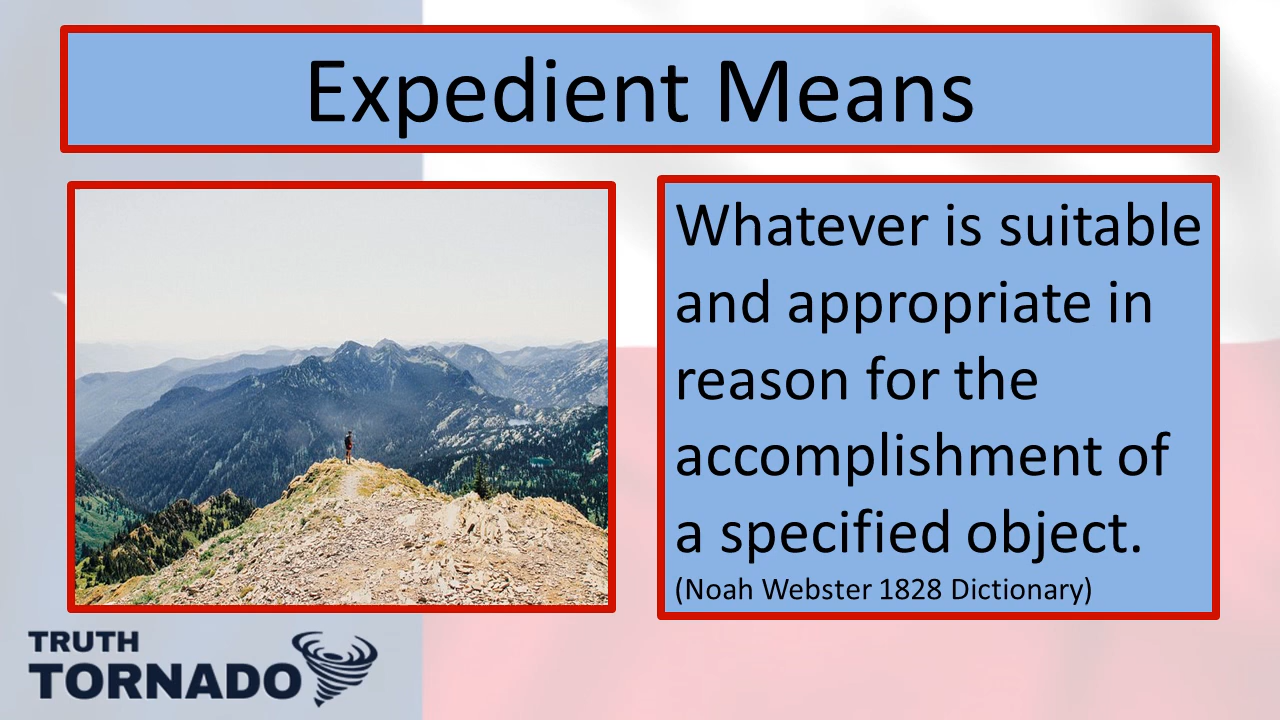 Expedient Means
Whatever is suitable
and appropriate in
reason for the
accomplishment of
a specified object.
(Noah Webster 1828 Dictionary)
TRUTH
TORNADO